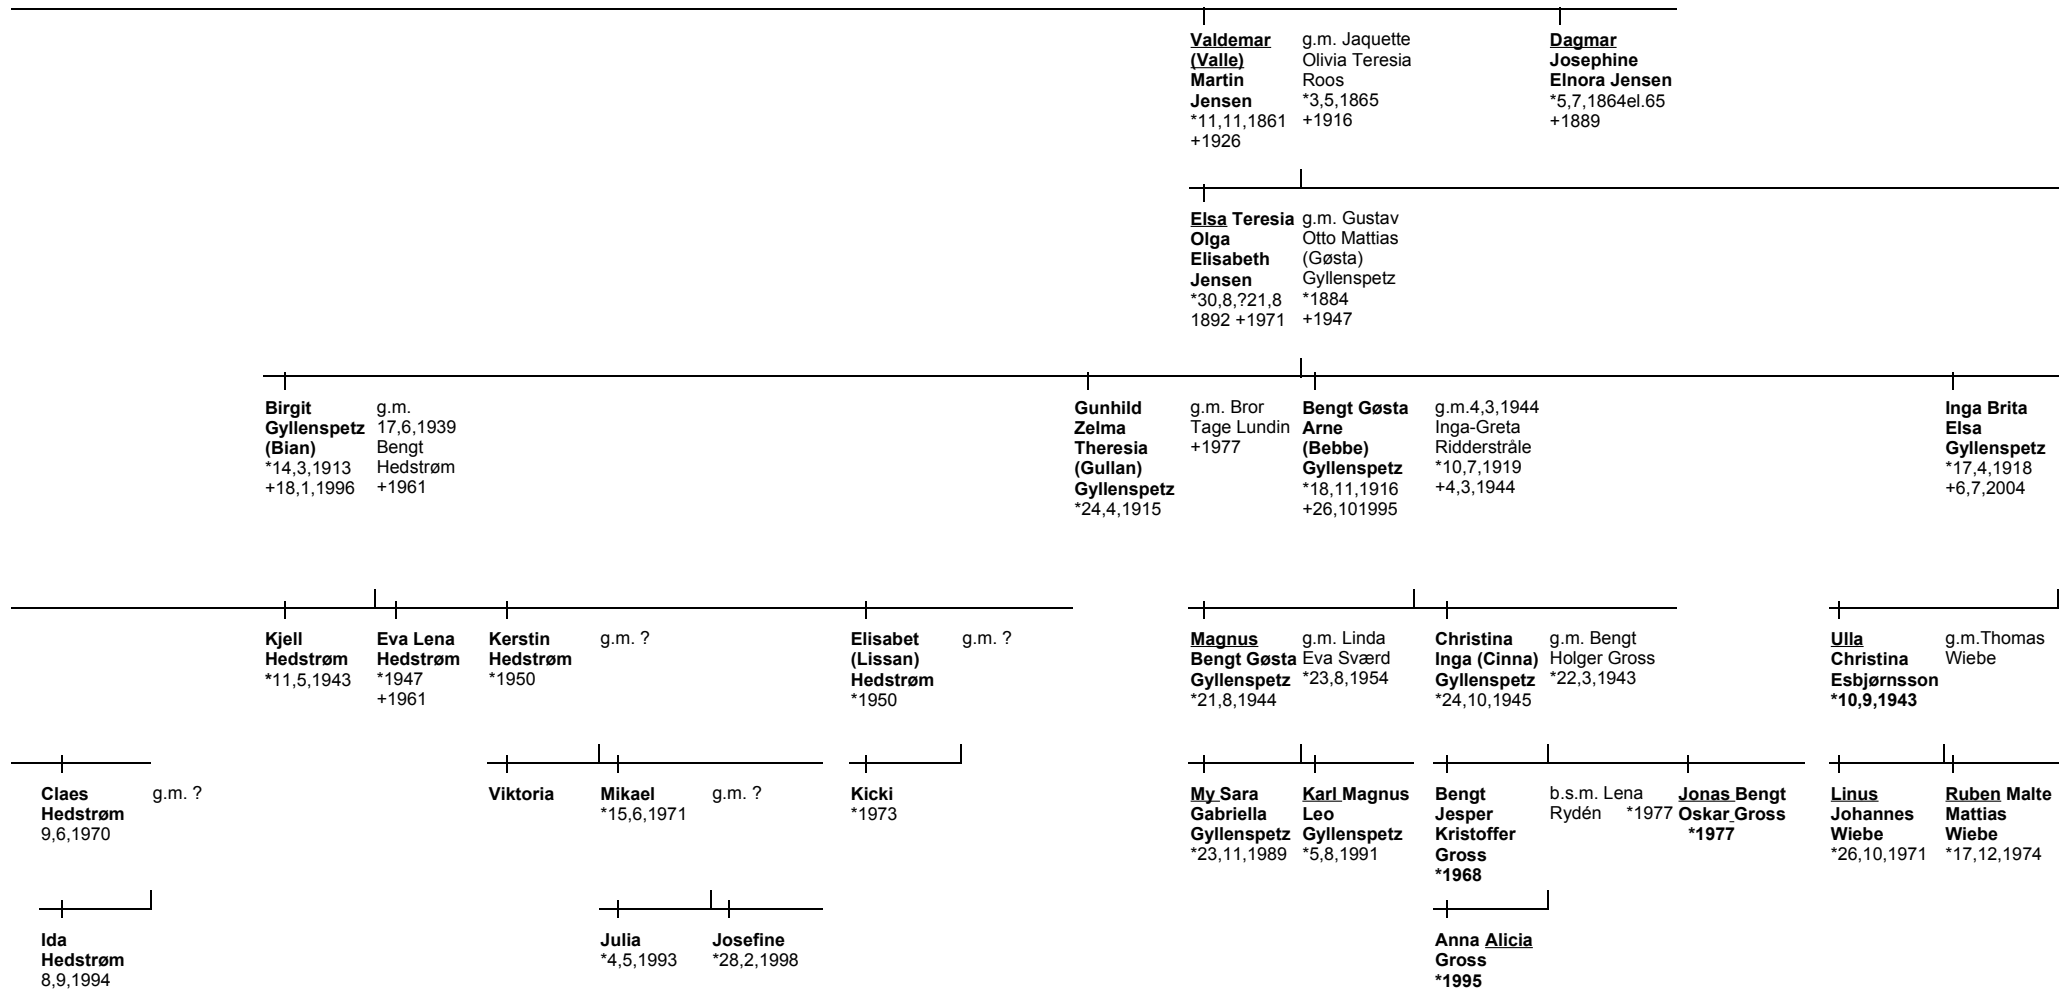 Valdemar
(Valle)
Martin
Jensen
*11,11,1861
+1926
g.m. Jaquette
Olivia Teresia
Roos
*3,5,1865
+1916
Dagmar
Josephine
Elnora Jensen
*5,7,1864el.65
+1889
Elsa Teresia
Olga
Elisabeth
Jensen
*30,8,?21,8
1892 +1971
g.m. Gustav
Otto Mattias
(Gøsta)
Gyllenspetz
*1884
+1947
Birgit
Gyllenspetz
(Bian)
*14,3,1913
+18,1,1996
g.m.
17,6,1939
Bengt
Hedstrøm
+1961
Gunhild
Zelma
Theresia
(Gullan)
Gyllenspetz
*24,4,1915
g.m. Bror
Tage Lundin
+1977
Bengt Gøsta
Arne
(Bebbe)
Gyllenspetz
*18,11,1916
+26,101995
g.m.4,3,1944
Inga-Greta
Ridderstråle
*10,7,1919
+4,3,1944
Inga Brita
Elsa
Gyllenspetz
*17,4,1918
+6,7,2004
Kjell
Hedstrøm
*11,5,1943
Eva Lena
Hedstrøm
*1947
+1961
Kerstin
Hedstrøm
*1950
g.m. ?
Elisabet
(Lissan)
Hedstrøm
*1950
g.m. ?
Magnus
Bengt Gøsta
Gyllenspetz
*21,8,1944
g.m. Linda
Eva Sværd
*23,8,1954
Christina
Inga (Cinna)
Gyllenspetz
*24,10,1945
g.m. Bengt
Holger Gross
*22,3,1943
Ulla
Christina
Esbjørnsson
*10,9,1943
g.m.Thomas
Wiebe
Claes
Hedstrøm
9,6,1970
g.m. ?
Viktoria
Mikael
*15,6,1971
g.m. ?
Kicki
*1973
My Sara
Gabriella
Gyllenspetz
*23,11,1989
Karl Magnus
Leo
Gyllenspetz
*5,8,1991
Bengt
Jesper
Kristoffer
Gross
*1968
b.s.m. Lena
Rydén *1977
Jonas Bengt
Oskar Gross
*1977
Linus
Johannes
Wiebe
*26,10,1971
Ruben Malte
Mattias
Wiebe
*17,12,1974
Ida
Hedstrøm
8,9,1994
Julia
*4,5,1993
Josefine
*28,2,1998
Anna Alicia
Gross
*1995